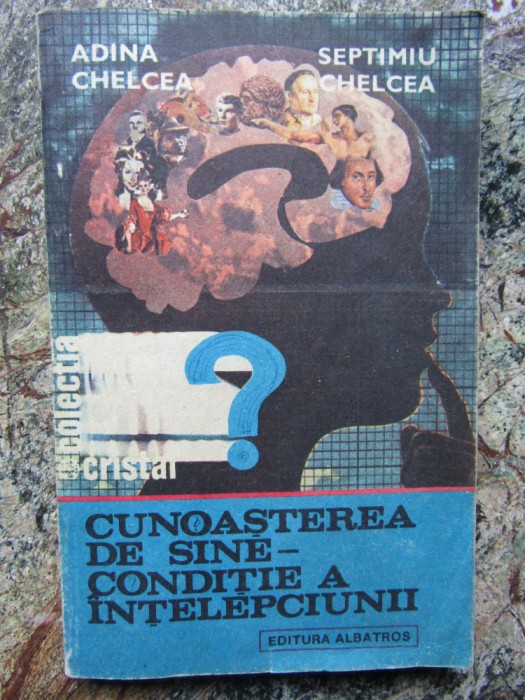 ADINA
CHELCEA
SEPTIMIU
CHELCEA
colecția
cristal
CUNOAȘTEREA
DE SINE –
CONDIȚIE A
ÎNȚELEPCIUNII
EDITURA ALBATROS